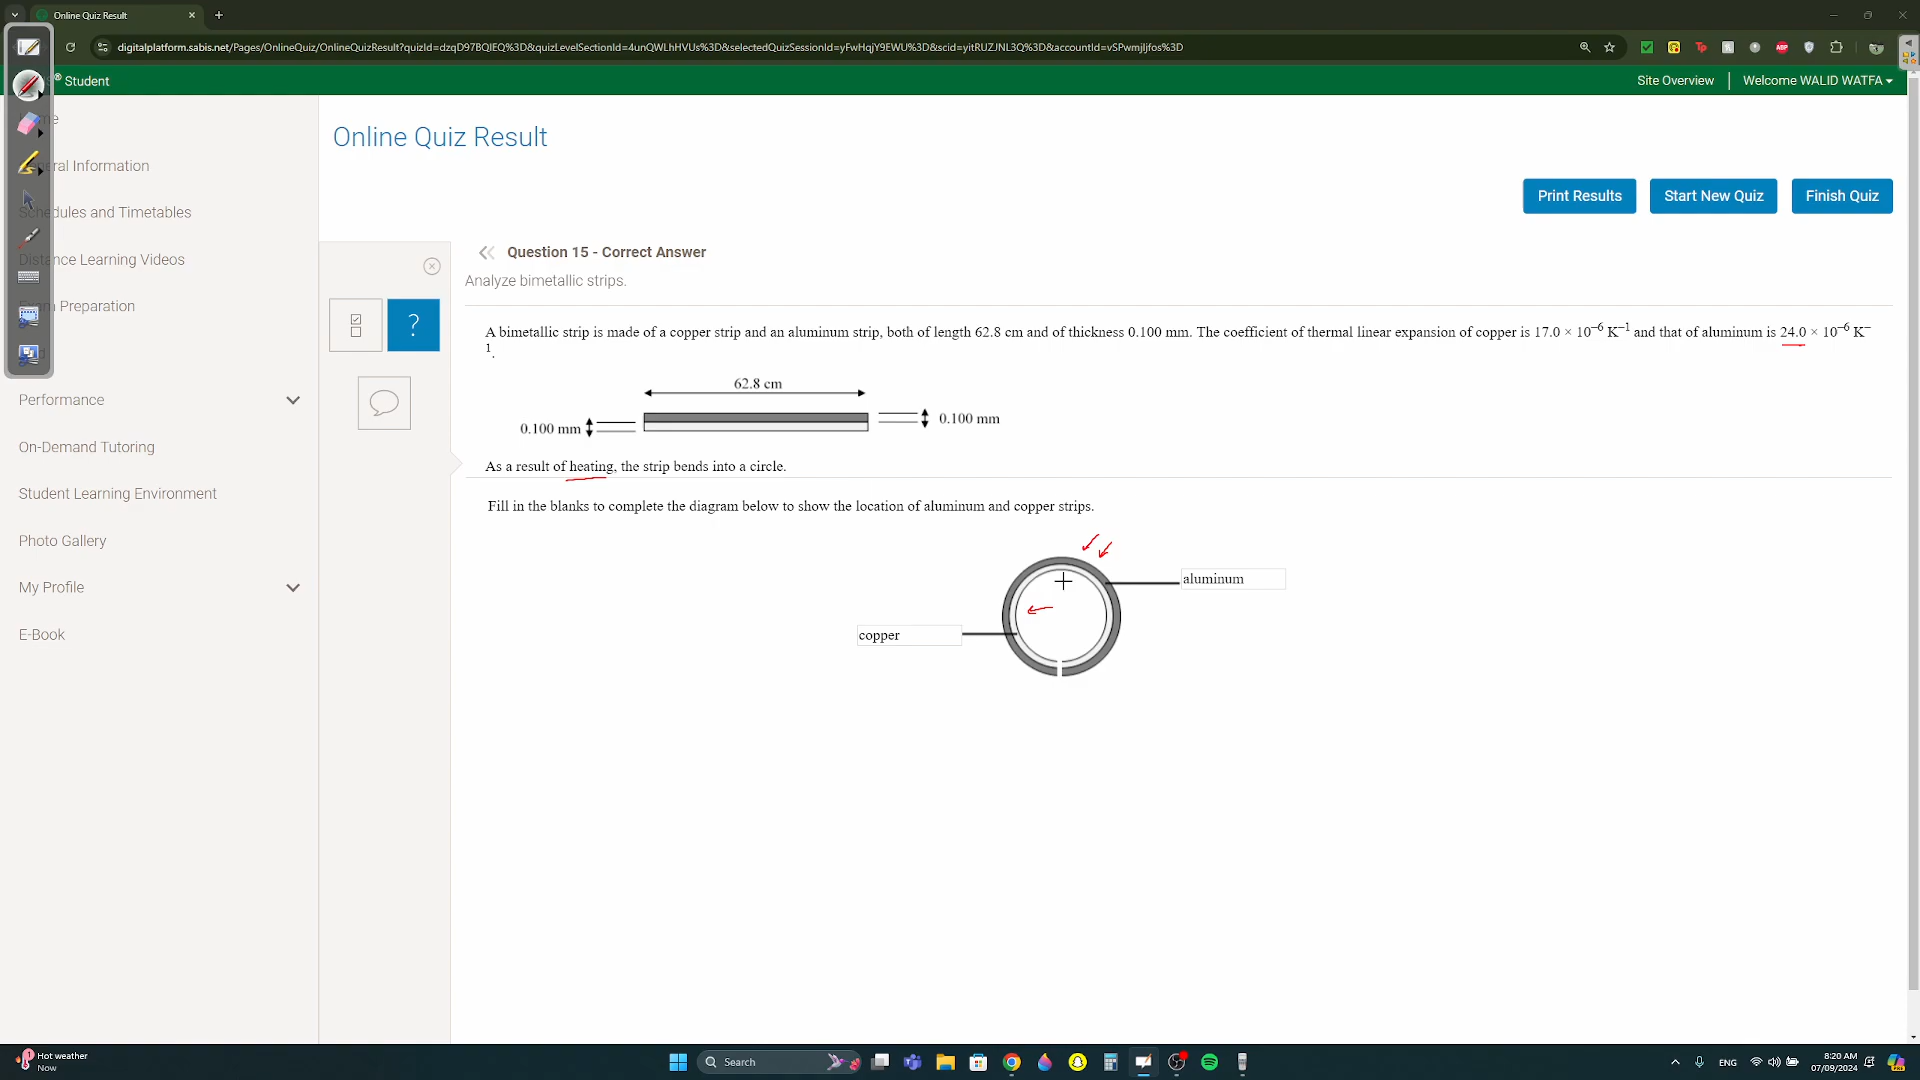 Online Quiz Result
digitalplatform.sabis.net/Pages/OnlineQuiz/OnlineQuizResult?quizId=dzqD97BQIEQ%3D&quizLevelSectionId=4unQWLhHVUs%3D&selectedQuizSessionId=yFwHqjY9EWU%3D&scid=yitRUZJNL3Q%3D&accountId=vSPwmjIjfos%3D
® Student
Site Overview
Welcome WALID WATFA
Online Quiz Result
Schedules and Timetables
Performance
On-Demand Tutoring
Student Learning Environment
Photo Gallery
My Profile
E-Book
Print Results
Start New Quiz
Finish Quiz
Question 15 - Correct Answer
Analyze bimetallic strips.
?
A bimetallic strip is made of a copper strip and an aluminum strip, both of length 62.8 cm and of thickness 0.100 mm. The coefficient of thermal linear expansion of copper is 17.0 × 10⁻⁶ K⁻¹ and that of aluminum is 24.0 × 10⁻⁶ K⁻
¹.
62.8 cm
0.100 mm
0.100 mm
As a result of heating, the strip bends into a circle.
Fill in the blanks to complete the diagram below to show the location of aluminum and copper strips.
aluminum
copper
Hot weather
Now
Search
ENG
8:20 AM
07/09/2024